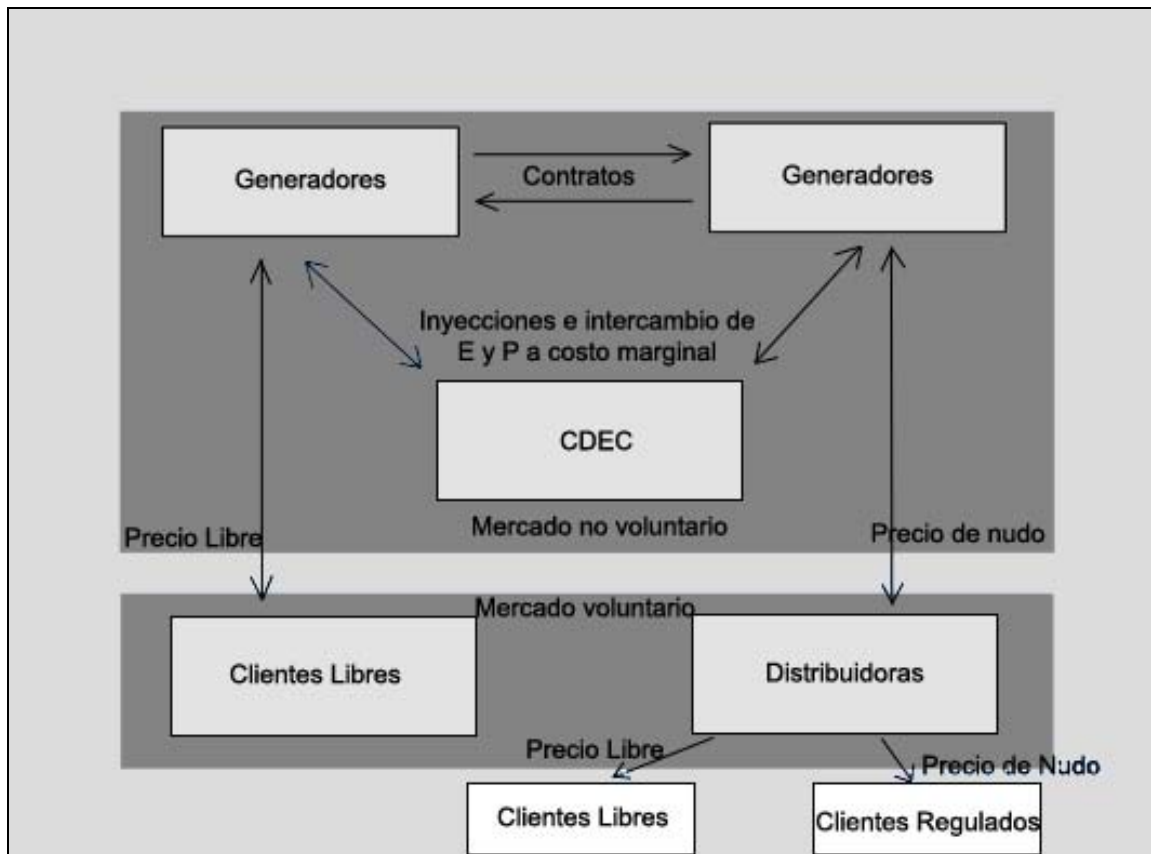 Generadores
Contratos
Generadores
Inyecciones e intercambio de
E y P a costo marginal
CDEC
Mercado no voluntario
Precio Libre
Precio de nudo
Mercado voluntario
Clientes Libres
Distribuidoras
Precio Libre
Precio de Nudo
Clientes Libres
Clientes Regulados